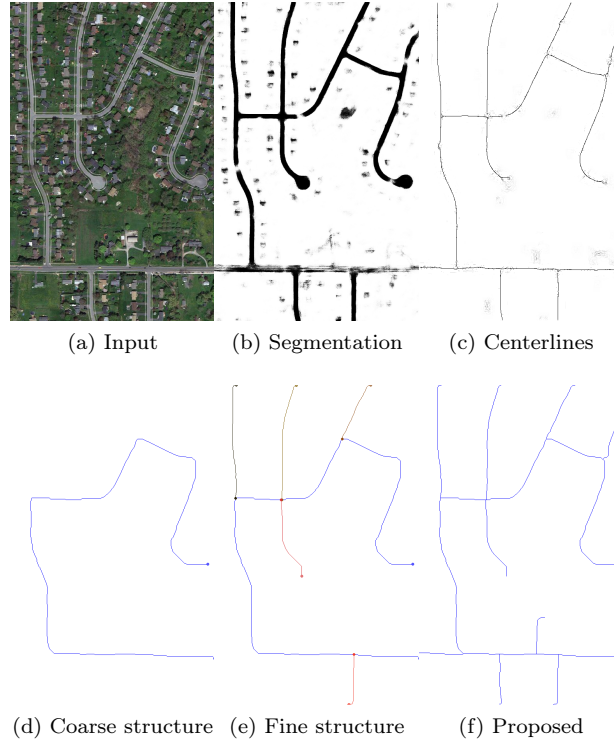 (a) Input (b) Segmentation (c) Centerlines
(d) Coarse structure (e) Fine structure (f) Proposed